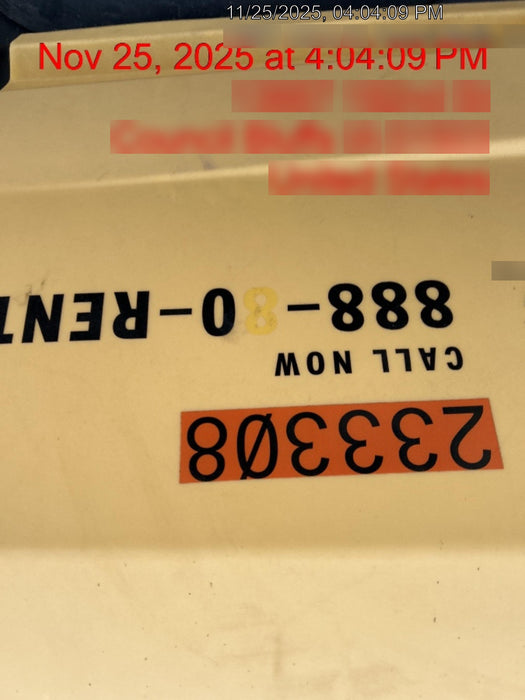 11/25/2025, 04:04:09 PM
Nov 25, 2025 at 4:04:09 PM
233308
CALL NOW
888-80-RENT